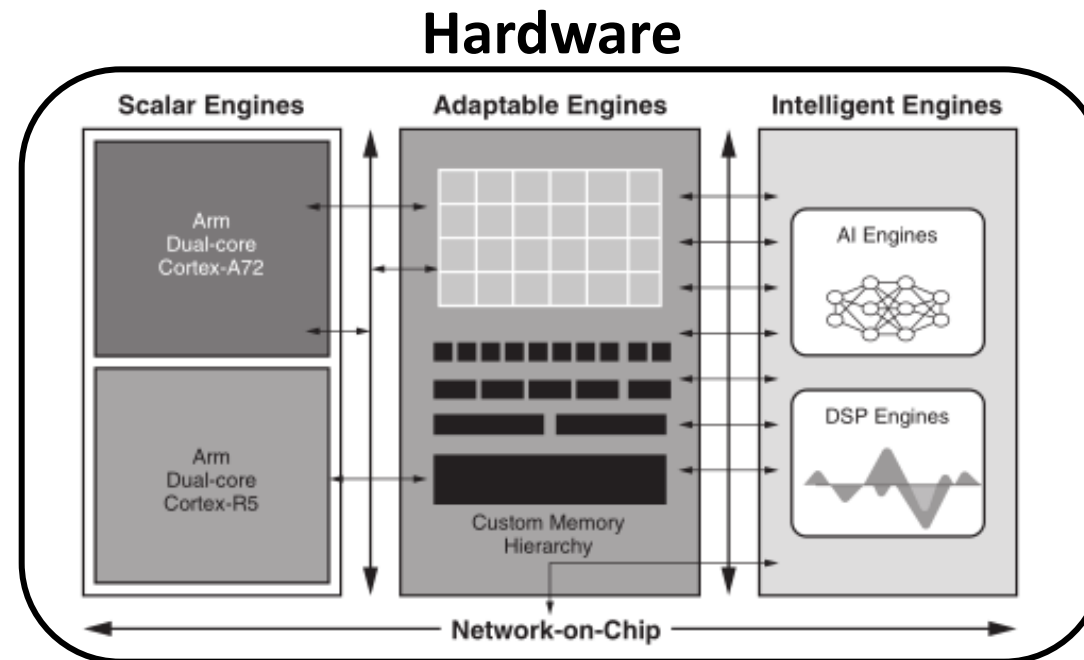 Hardware
Scalar Engines
Adaptable Engines
Intelligent Engines
Arm
Dual-core
Cortex-A72
Arm
Dual-core
Cortex-R5
Custom Memory
Hierarchy
AI Engines
DSP Engines
Network-on-Chip